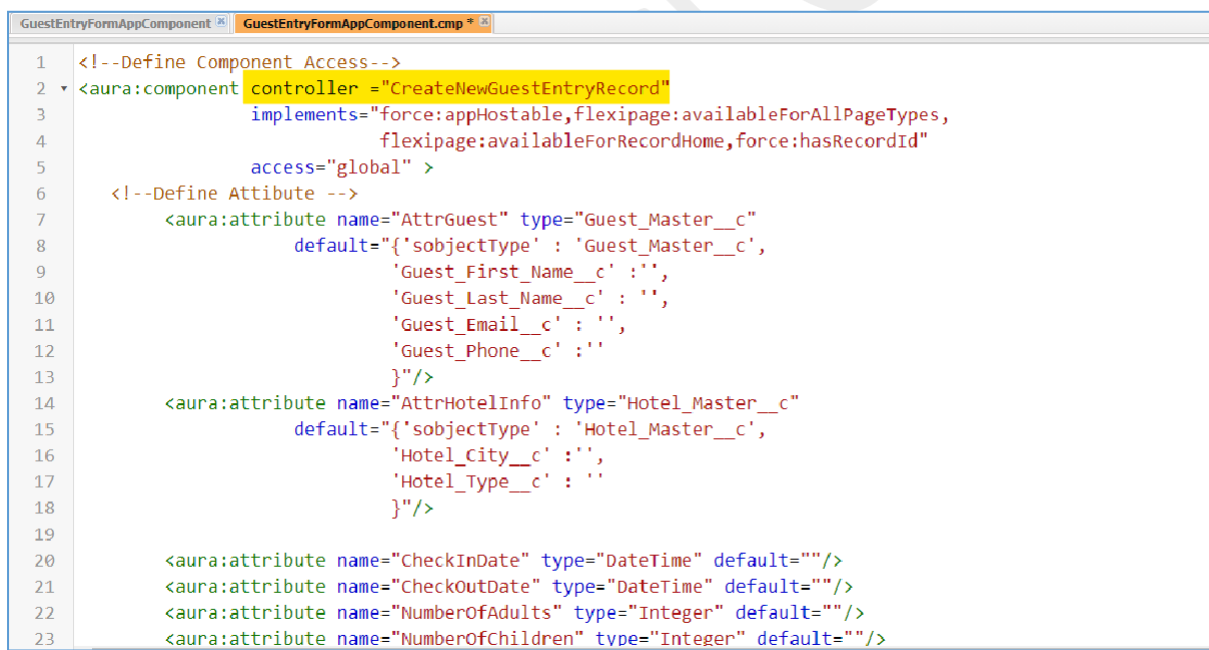 GuestEntryFormAppComponent GuestEntryFormAppComponent.cmp *
1 <!--Define Component Access-->
2 <aura:component controller ="CreateNewGuestEntryRecord"
3 implements="force:appHostable,flexipage:availableForAllPageTypes,
4 flexipage:availableForRecordHome,force:hasRecordId"
5 access="global" >
6 <!--Define Attibute -->
7 <aura:attribute name="AttrGuest" type="Guest_Master__c"
8 default="{'sobjectType' : 'Guest_Master__c',
9 'Guest_First_Name__c' :'',
10 'Guest_Last_Name__c' : '',
11 'Guest_Email__c' : '',
12 'Guest_Phone__c' :''
13 }"/>
14 <aura:attribute name="AttrHotelInfo" type="Hotel_Master__c"
15 default="{'sobjectType' : 'Hotel_Master__c',
16 'Hotel_City__c' :'',
17 'Hotel_Type__c' : ''
18 }"/>
19
20 <aura:attribute name="CheckInDate" type="DateTime" default=""/>
21 <aura:attribute name="CheckOutDate" type="DateTime" default=""/>
22 <aura:attribute name="NumberOfAdults" type="Integer" default=""/>
23 <aura:attribute name="NumberOfChildren" type="Integer" default=""/>